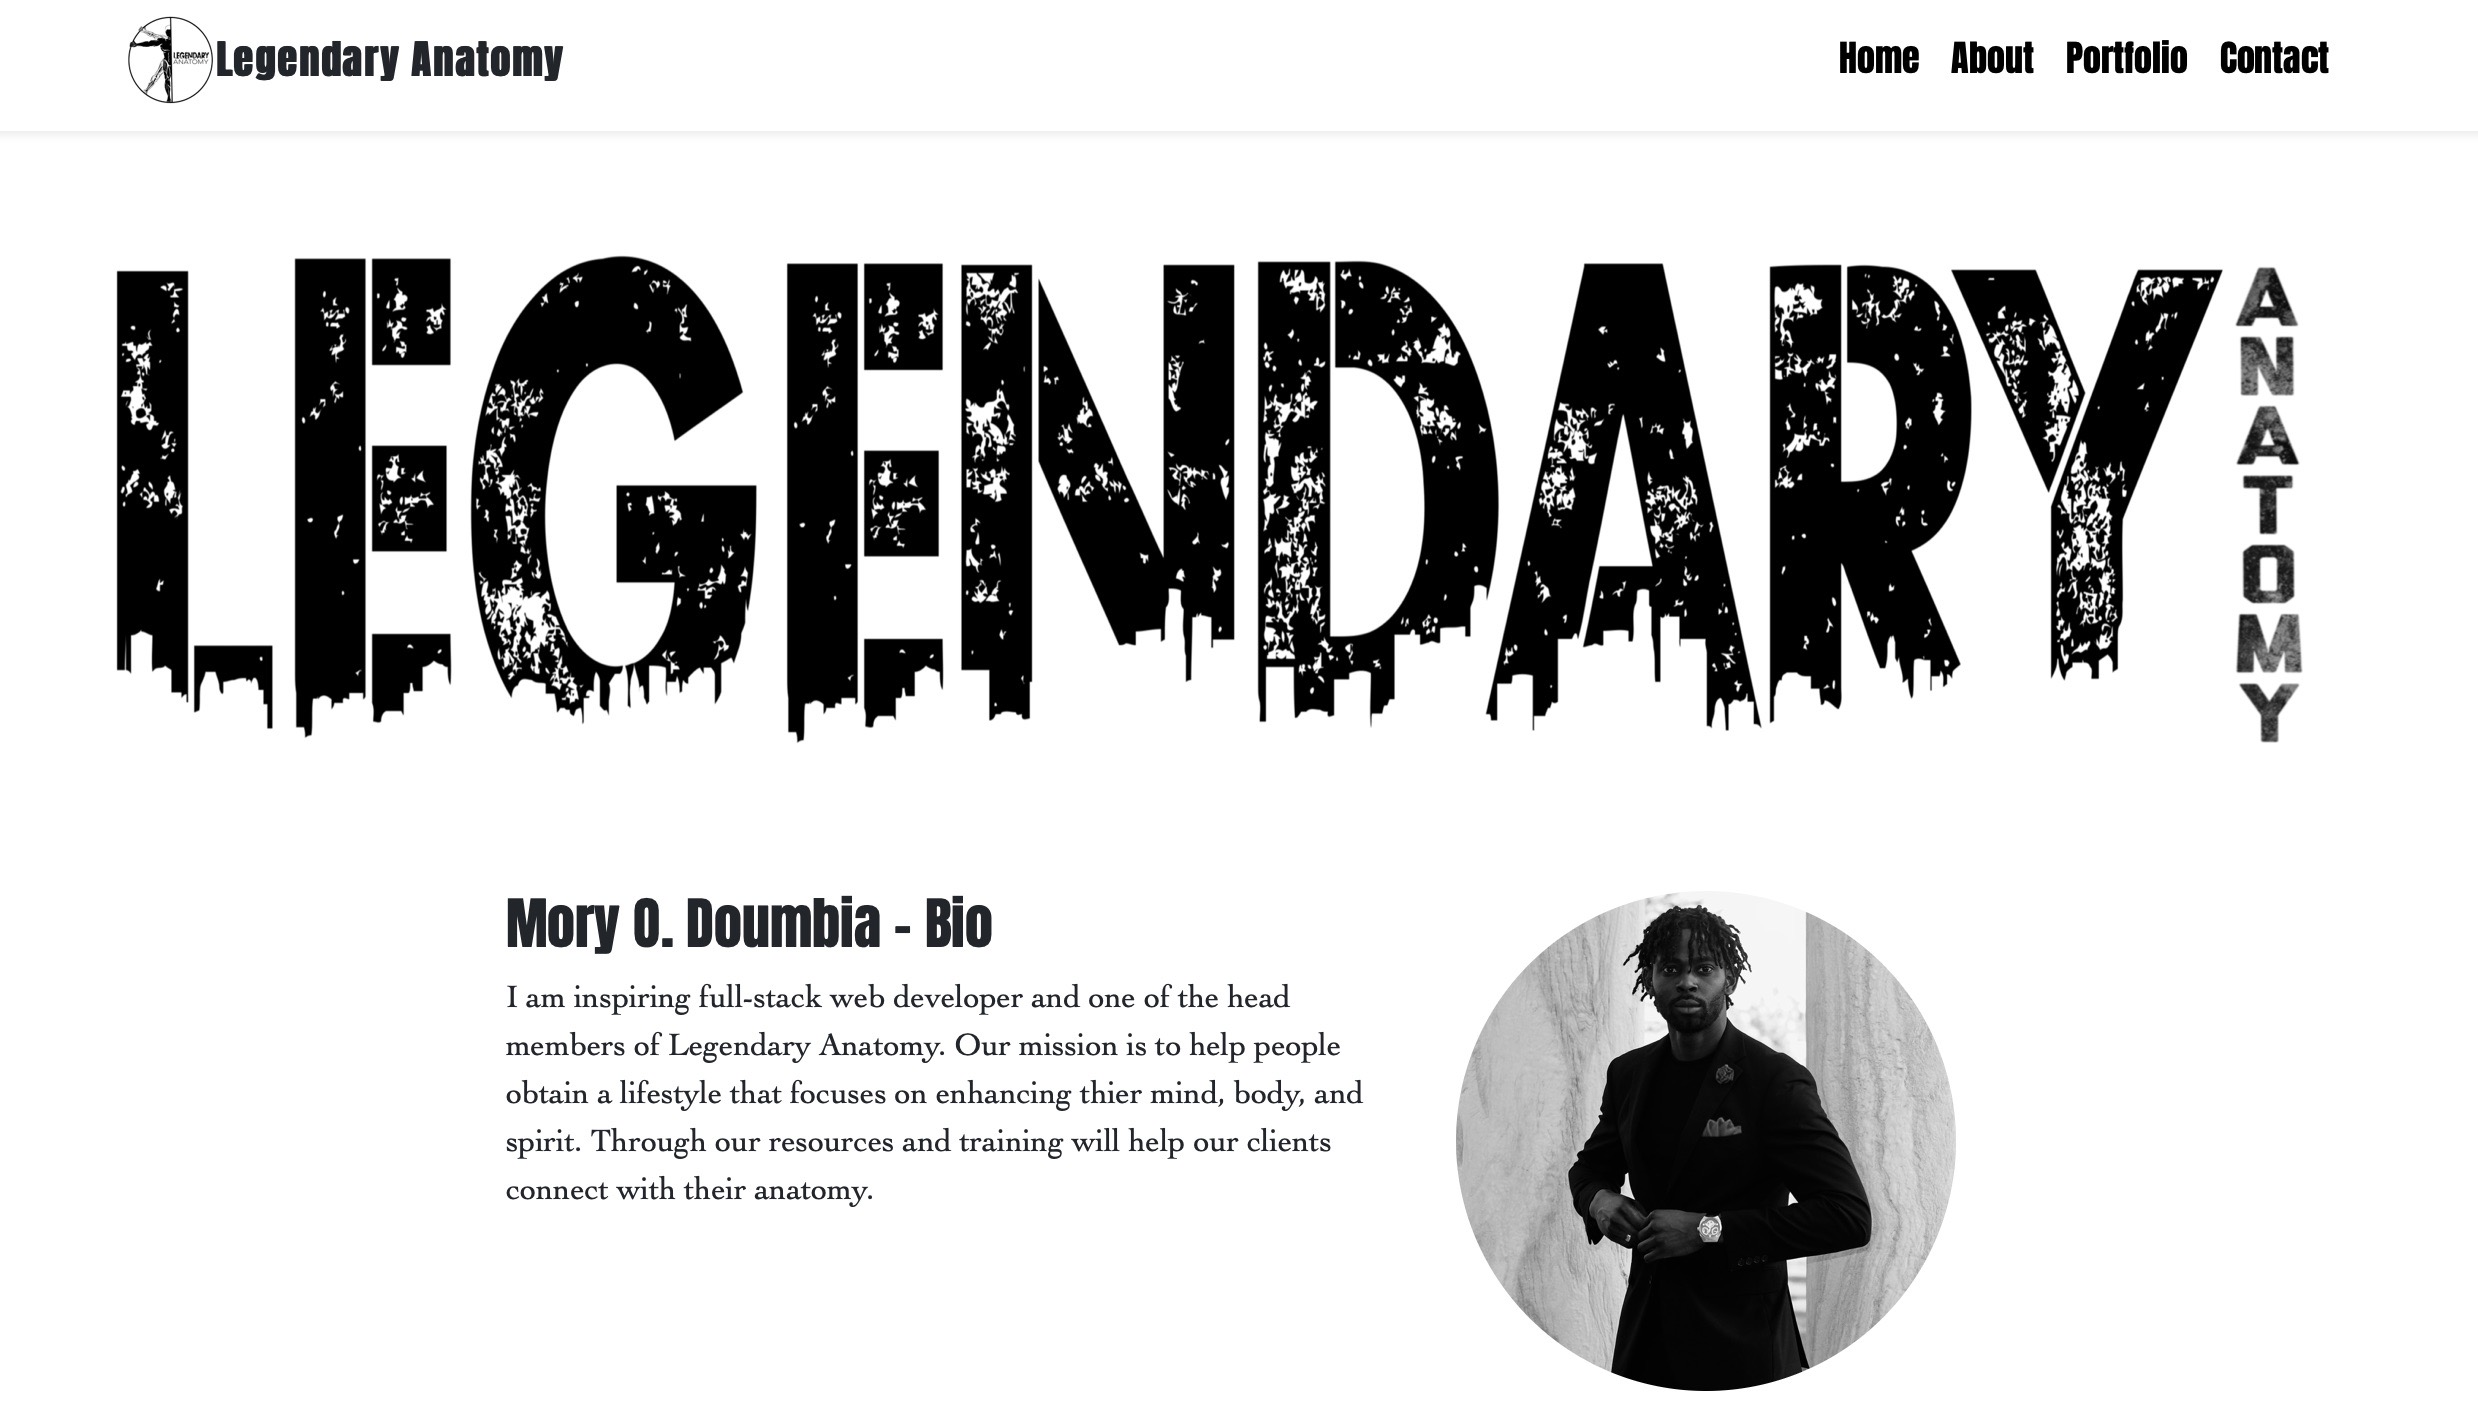 LEGENDARY
ANATOMY
Legendary Anatomy
Home About Portfolio Contact
LEGENDARY
ANATOMY
Mory O. Doumbia - Bio
I am inspiring full-stack web developer and one of the head
members of Legendary Anatomy. Our mission is to help people
obtain a lifestyle that focuses on enhancing thier mind, body, and
spirit. Through our resources and training will help our clients
connect with their anatomy.